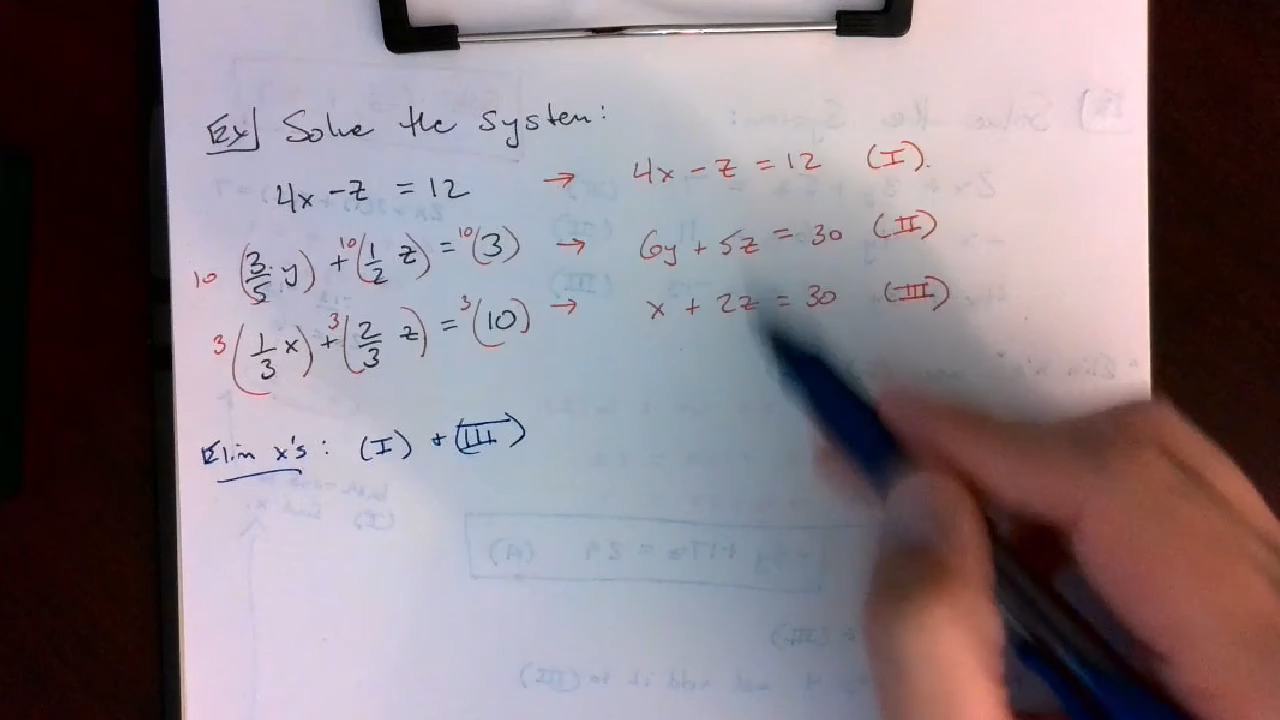 Ex] Solve the system:
4x - z = 12 → 4x - z = 12 (I).
10 (3/5 y) + 10 (1/2 z) = 10 (3) → 6y + 5z = 30 (II)
3 (1/3 x) + 3 (2/3 z) = 3 (10) → x + 2z = 30 (III)
Elim x's: (I) + (III)